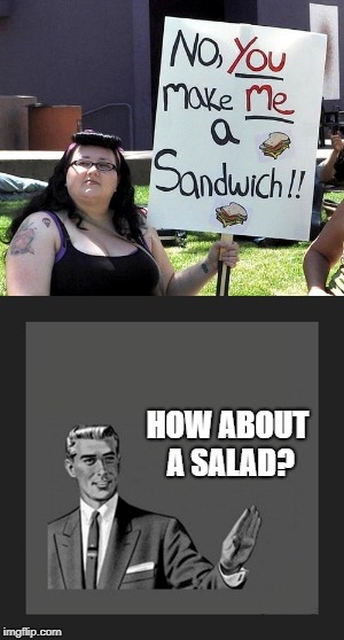 No, You
make me
a
Sandwich!!
HOW ABOUT
A SALAD?
imgflip.com